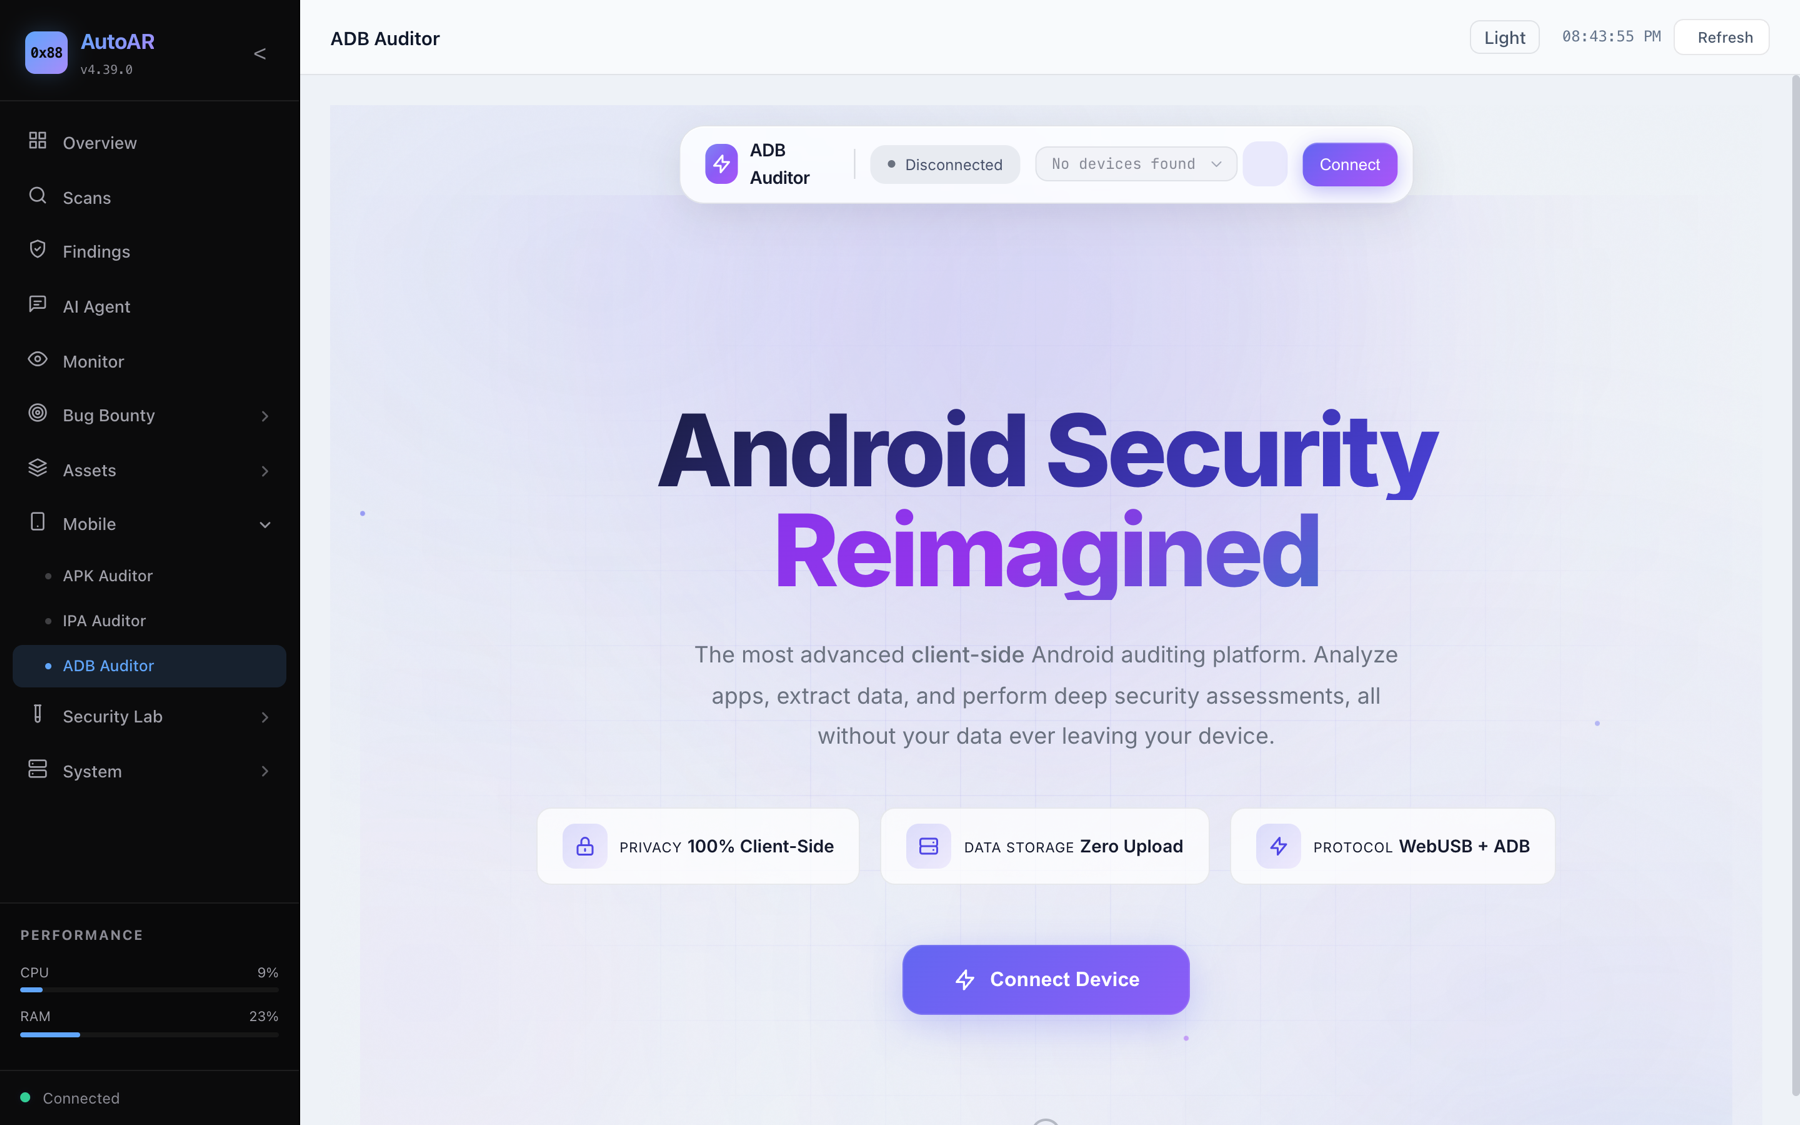 0x88
AutoAR
v4.39.0
<
Overview
Scans
Findings
AI Agent
Monitor
Bug Bounty
Assets
Mobile
APK Auditor
IPA Auditor
ADB Auditor
Security Lab
System
PERFORMANCE
CPU 9%
RAM 23%
Connected
ADB Auditor
Light
08:43:55 PM
Refresh
ADB
Auditor
Disconnected
No devices found
Connect
Android Security
Reimagined
The most advanced client-side Android auditing platform. Analyze
apps, extract data, and perform deep security assessments, all
without your data ever leaving your device.
PRIVACY 100% Client-Side
DATA STORAGE Zero Upload
PROTOCOL WebUSB + ADB
Connect Device